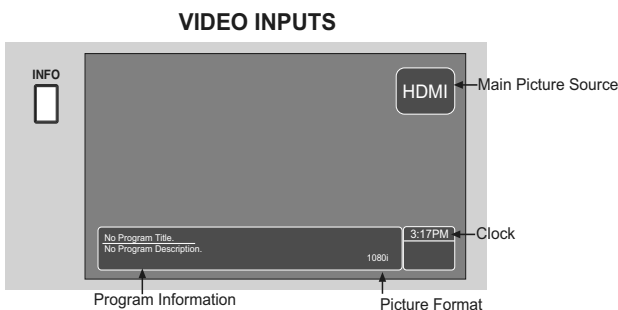 VIDEO INPUTS
INFO
HDMI
Main Picture Source
No Program Title.
No Program Description.
1080i
3:17PM
Clock
Program Information
Picture Format